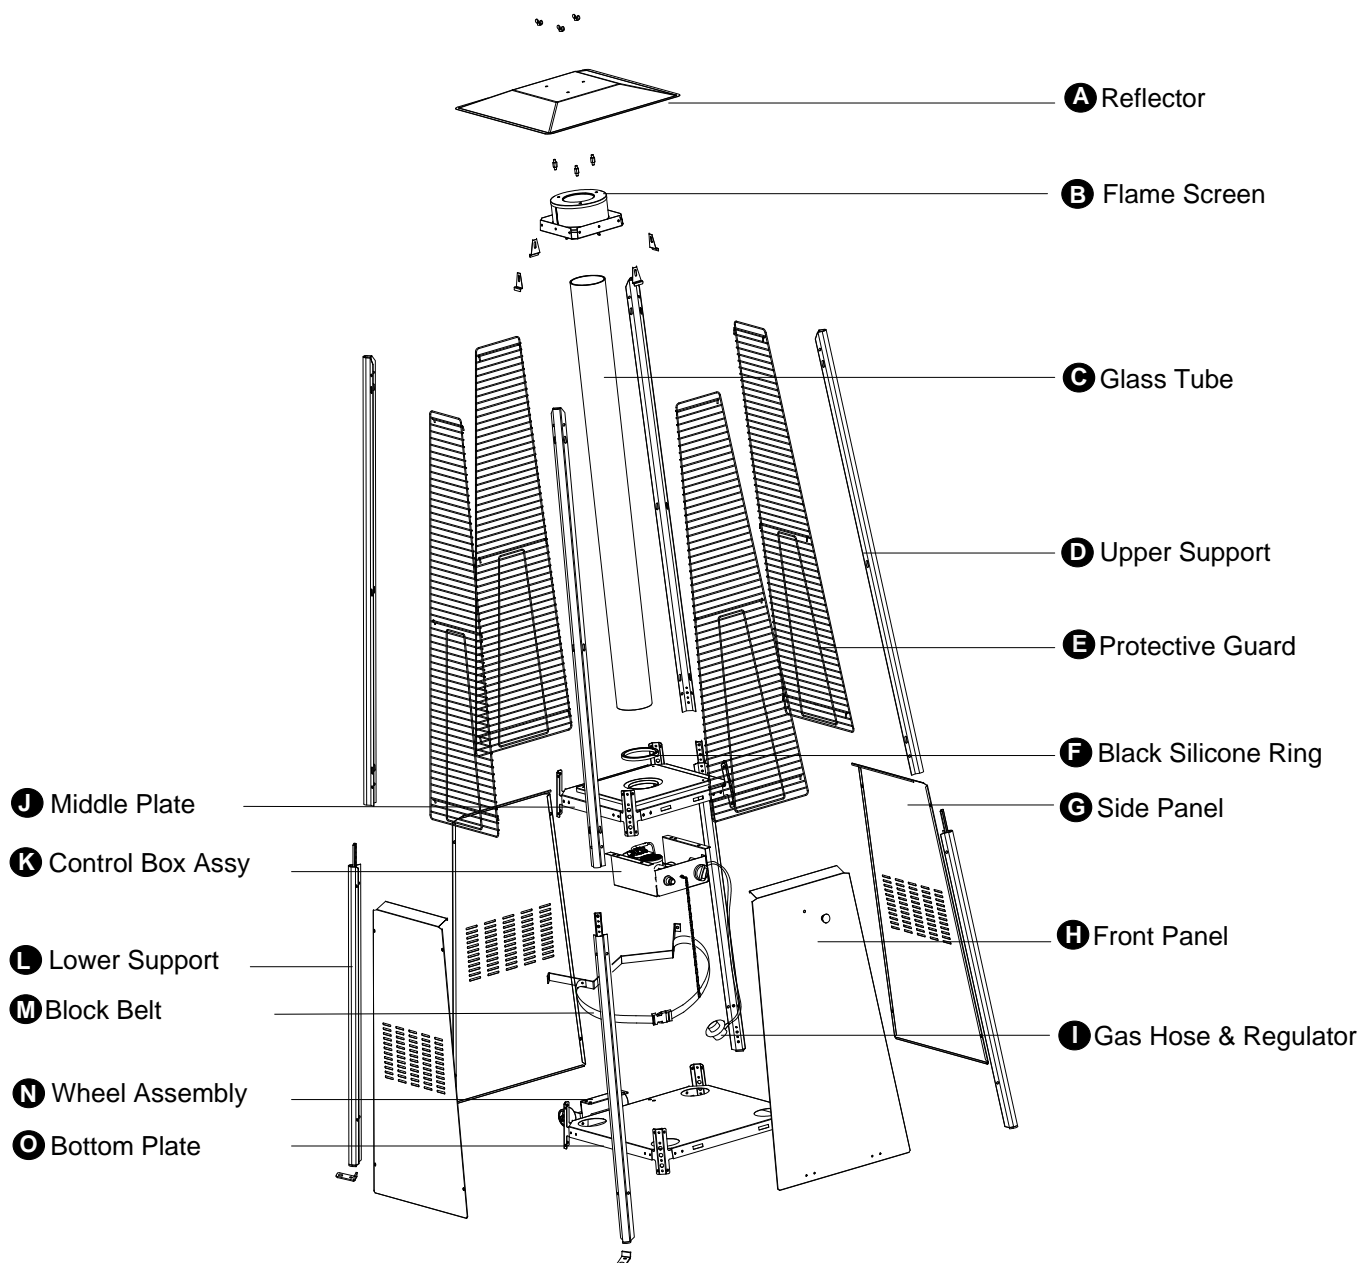 A Reflector
B Flame Screen
C Glass Tube
D Upper Support
E Protective Guard
F Black Silicone Ring
G Side Panel
H Front Panel
I Gas Hose & Regulator
J Middle Plate
K Control Box Assy
L Lower Support
M Block Belt
N Wheel Assembly
O Bottom Plate